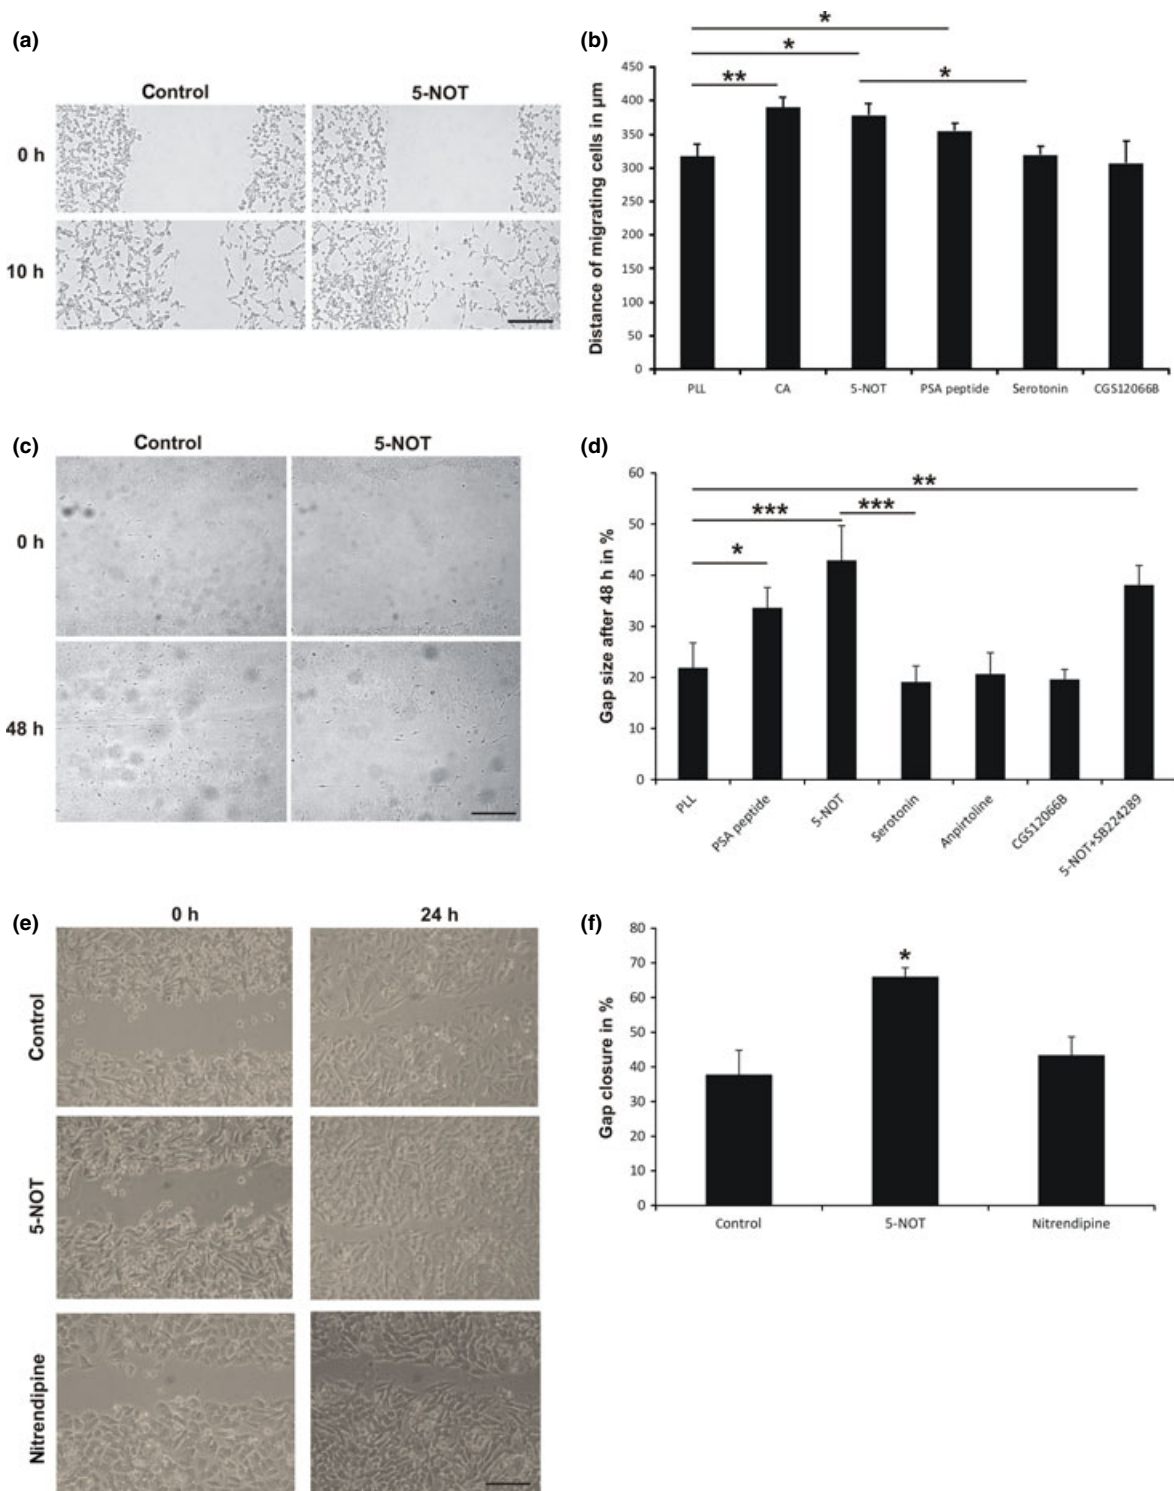 (a)
Control 5-NOT
0 h
10 h
(b)
*
*
** *
Distance of migrating cells in µm
450
400
350
300
250
200
150
100
50
0
PLL CA 5-NOT PSA peptide Serotonin CGS12066B
(c)
Control 5-NOT
0 h
48 h
(d)
**
*** ***
*
Gap size after 48 h in %
60
50
40
30
20
10
0
PLL PSA peptide 5-NOT Serotonin Anpirtoline CGS12066B 5-NOT+SB224289
(e)
0 h 24 h
Control
5-NOT
Nitrendipine
(f)
*
Gap closure in %
80
70
60
50
40
30
20
10
0
Control 5-NOT Nitrendipine